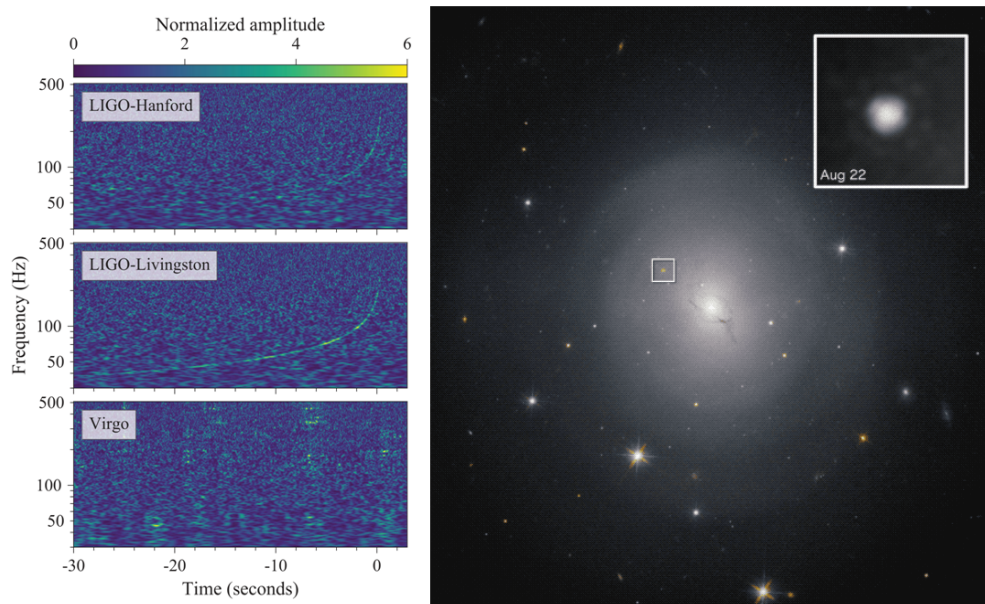 Normalized amplitude
0 2 4 6
500
LIGO-Hanford
100
50
500
LIGO-Livingston
100
50
Frequency (Hz)
500
Virgo
100
50
-30 -20 -10 0
Time (seconds)
Aug 22